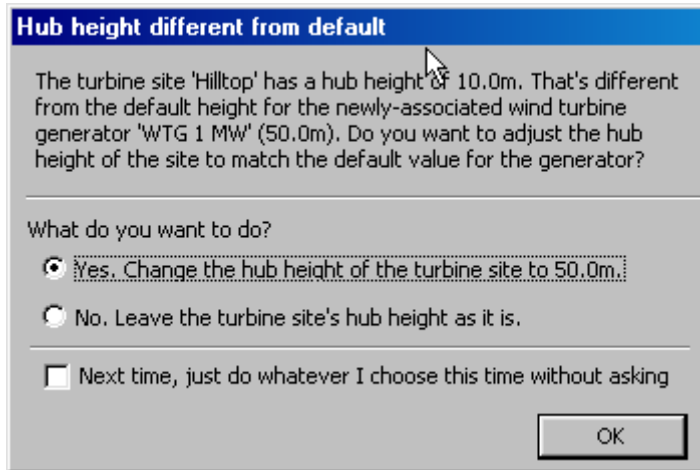 Hub height different from default
The turbine site 'Hilltop' has a hub height of 10.0m. That's different
from the default height for the newly-associated wind turbine
generator 'WTG 1 MW' (50.0m). Do you want to adjust the hub
height of the site to match the default value for the generator?
What do you want to do?
Yes. Change the hub height of the turbine site to 50.0m.
No. Leave the turbine site's hub height as it is.
Next time, just do whatever I choose this time without asking
OK